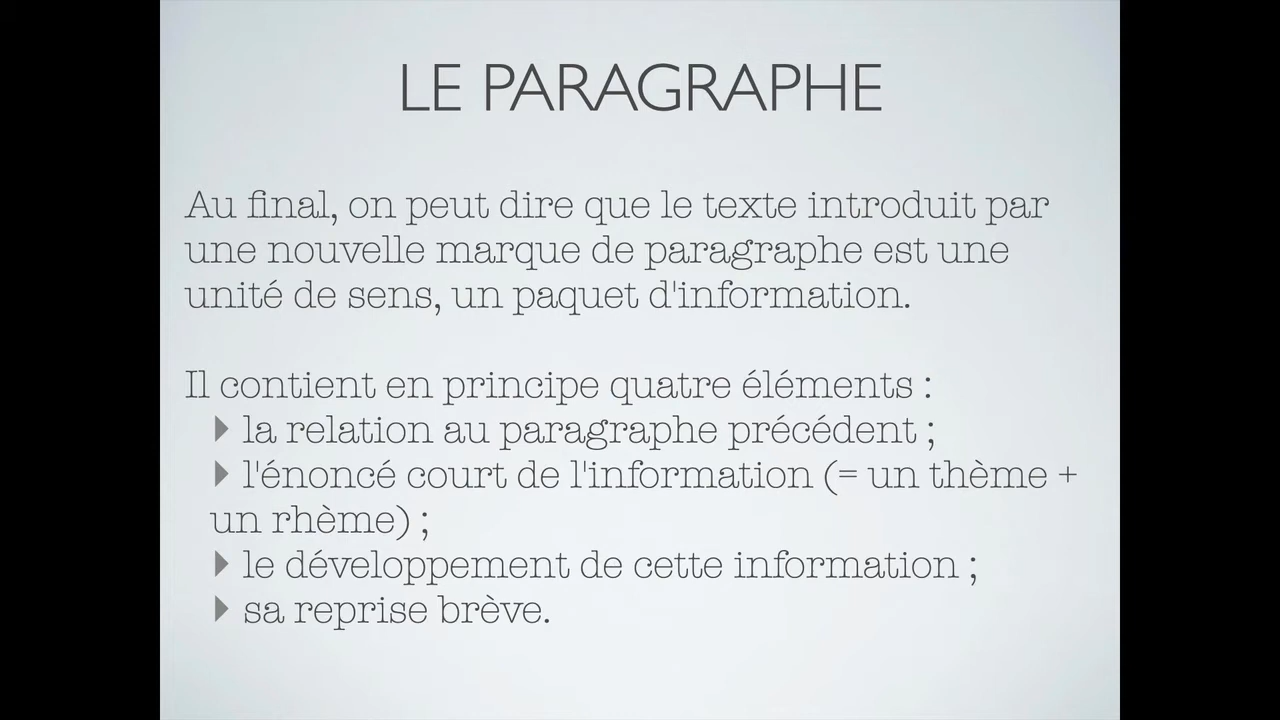 LE PARAGRAPHE
Au final, on peut dire que le texte introduit par
une nouvelle marque de paragraphe est une
unité de sens, un paquet d'information.
Il contient en principe quatre éléments :
‣ la relation au paragraphe précédent ;
‣ l'énoncé court de l'information (= un thème +
un rhème) ;
‣ le développement de cette information ;
‣ sa reprise brève.